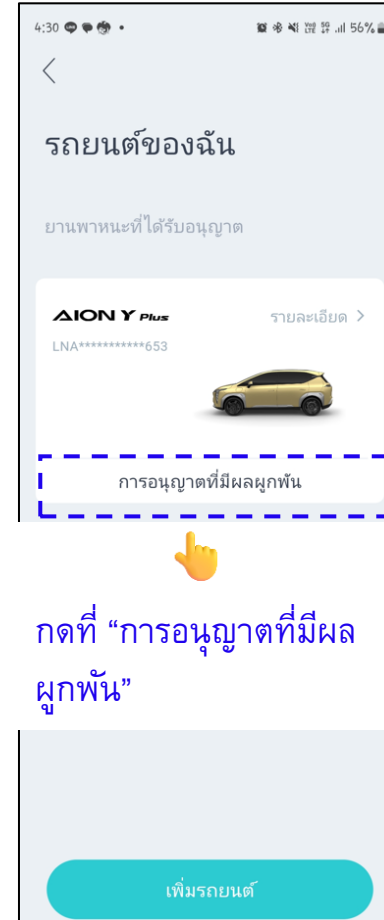 4:30
56%
รถยนต์ของฉัน
ยานพาหนะที่ได้รับอนุญาต
AION Y Plus
รายละเอียด >
LNA***********653
การอนุญาตที่มีผลผูกพัน
กดที่ “การอนุญาตที่มีผล
ผูกพัน”
เพิ่มรถยนต์